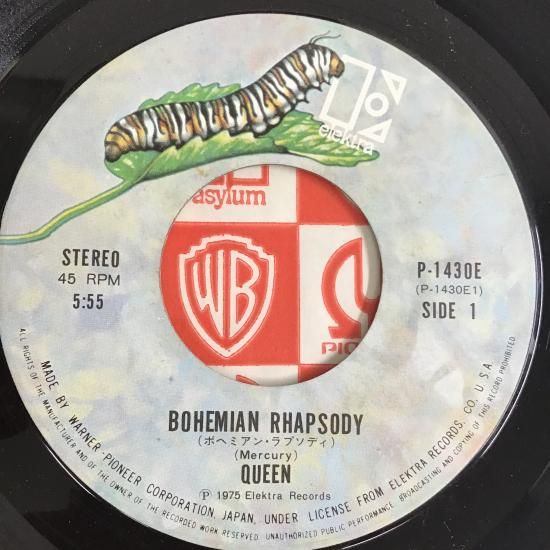 elektra
asylum
WB
PIO
STEREO
45 RPM
5:55
P-1430E
(P-1430E1)
SIDE 1
BOHEMIAN RHAPSODY
(ボヘミアン・ラプソディ)
(Mercury)
QUEEN
Ⓟ 1975 Elektra Records
MADE BY WARNER-PIONEER CORPORATION, JAPAN, UNDER LICENSE FROM ELEKTRA RECORDS, CO., U.S.A.
ALL RIGHTS OF THE MANUFACTURER AND OF THE OWNER OF THE RECORDED WORK RESERVED. UNAUTHORIZED PUBLIC PERFORMANCE, BROADCASTING AND COPYING OF THIS RECORD PROHIBITED